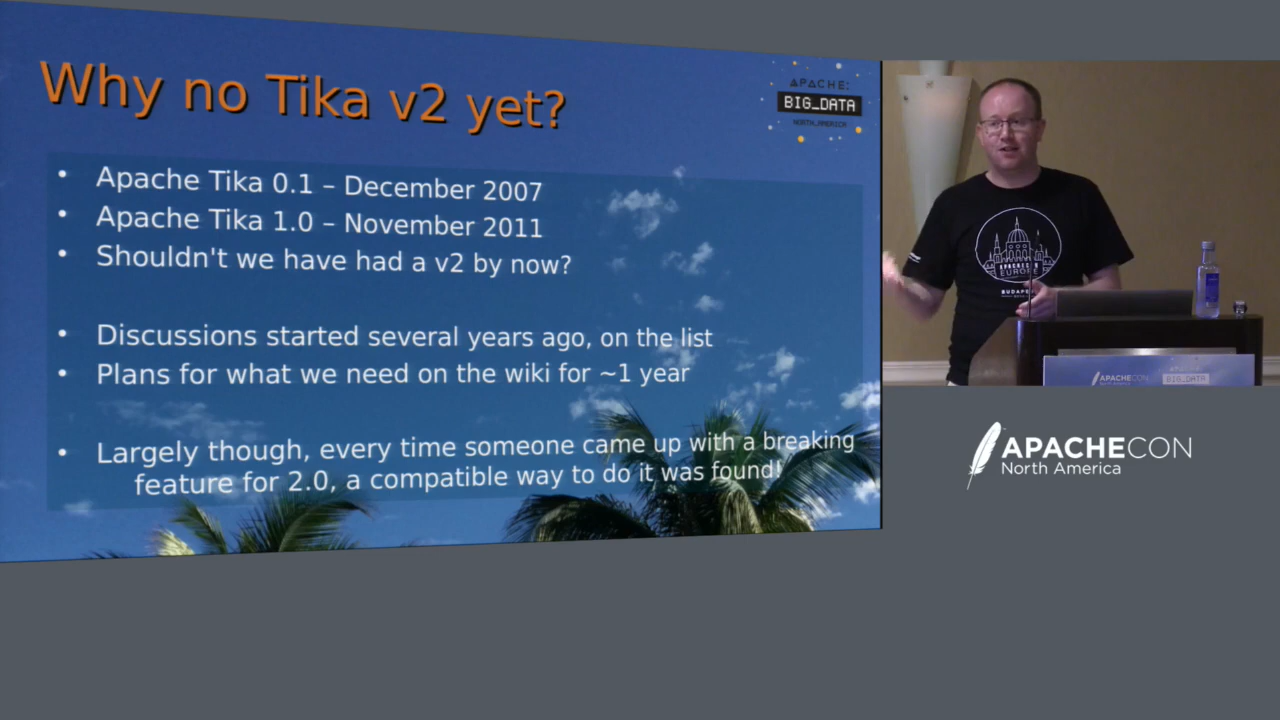 Why no Tika v2 yet?
APACHE:
BIG_DATA
NORTH_AMERICA
• Apache Tika 0.1 – December 2007
• Apache Tika 1.0 – November 2011
• Shouldn't we have had a v2 by now?
• Discussions started several years ago, on the list
• Plans for what we need on the wiki for ~1 year
• Largely though, every time someone came up with a breaking
feature for 2.0, a compatible way to do it was found!
EUROPE
APACHECON
BIG_DATA
APACHECON
North America